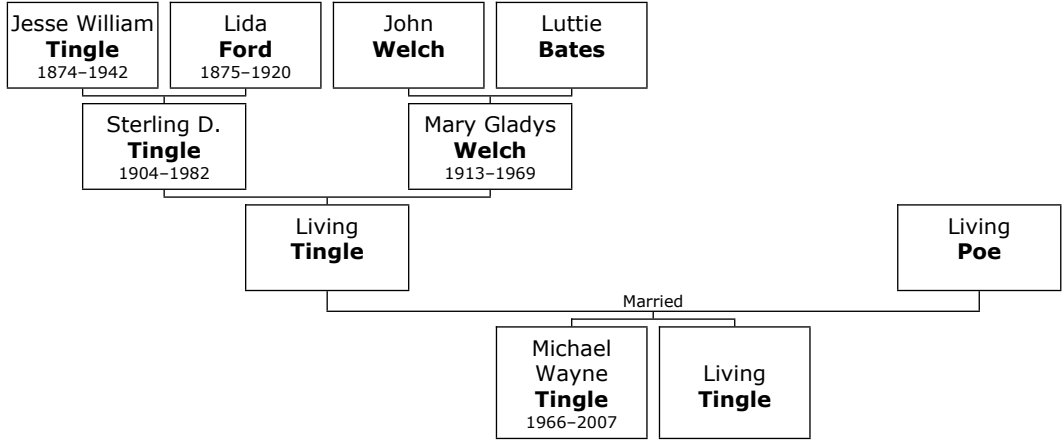 Jesse William
Tingle
1874–1942
Lida
Ford
1875–1920
John
Welch
Luttie
Bates
Sterling D.
Tingle
1904–1982
Mary Gladys
Welch
1913–1969
Living
Tingle
Living
Poe
Married
Michael
Wayne
Tingle
1966–2007
Living
Tingle